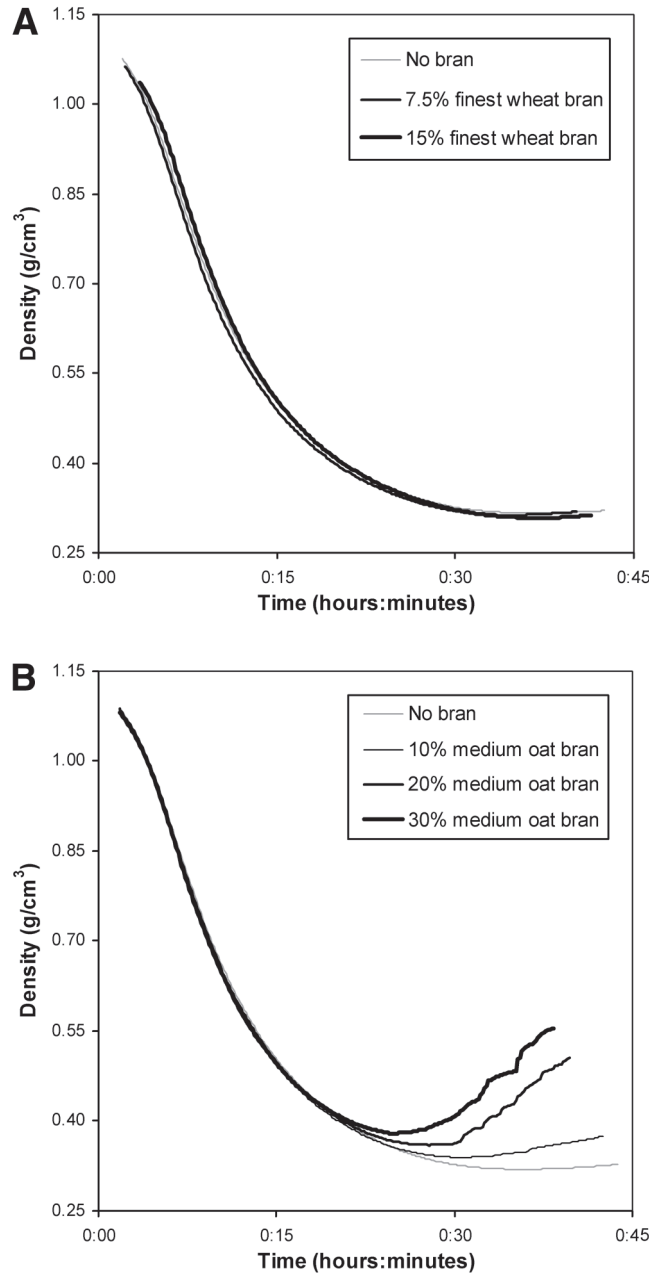 A
1.15
1.00
0.85
0.70
0.55
0.40
0.25
Density (g/cm³)
No bran
7.5% finest wheat bran
15% finest wheat bran
0:00
0:15
0:30
0:45
Time (hours:minutes)
B
1.15
1.00
0.85
0.70
0.55
0.40
0.25
Density (g/cm³)
No bran
10% medium oat bran
20% medium oat bran
30% medium oat bran
0:00
0:15
0:30
0:45
Time (hours:minutes)